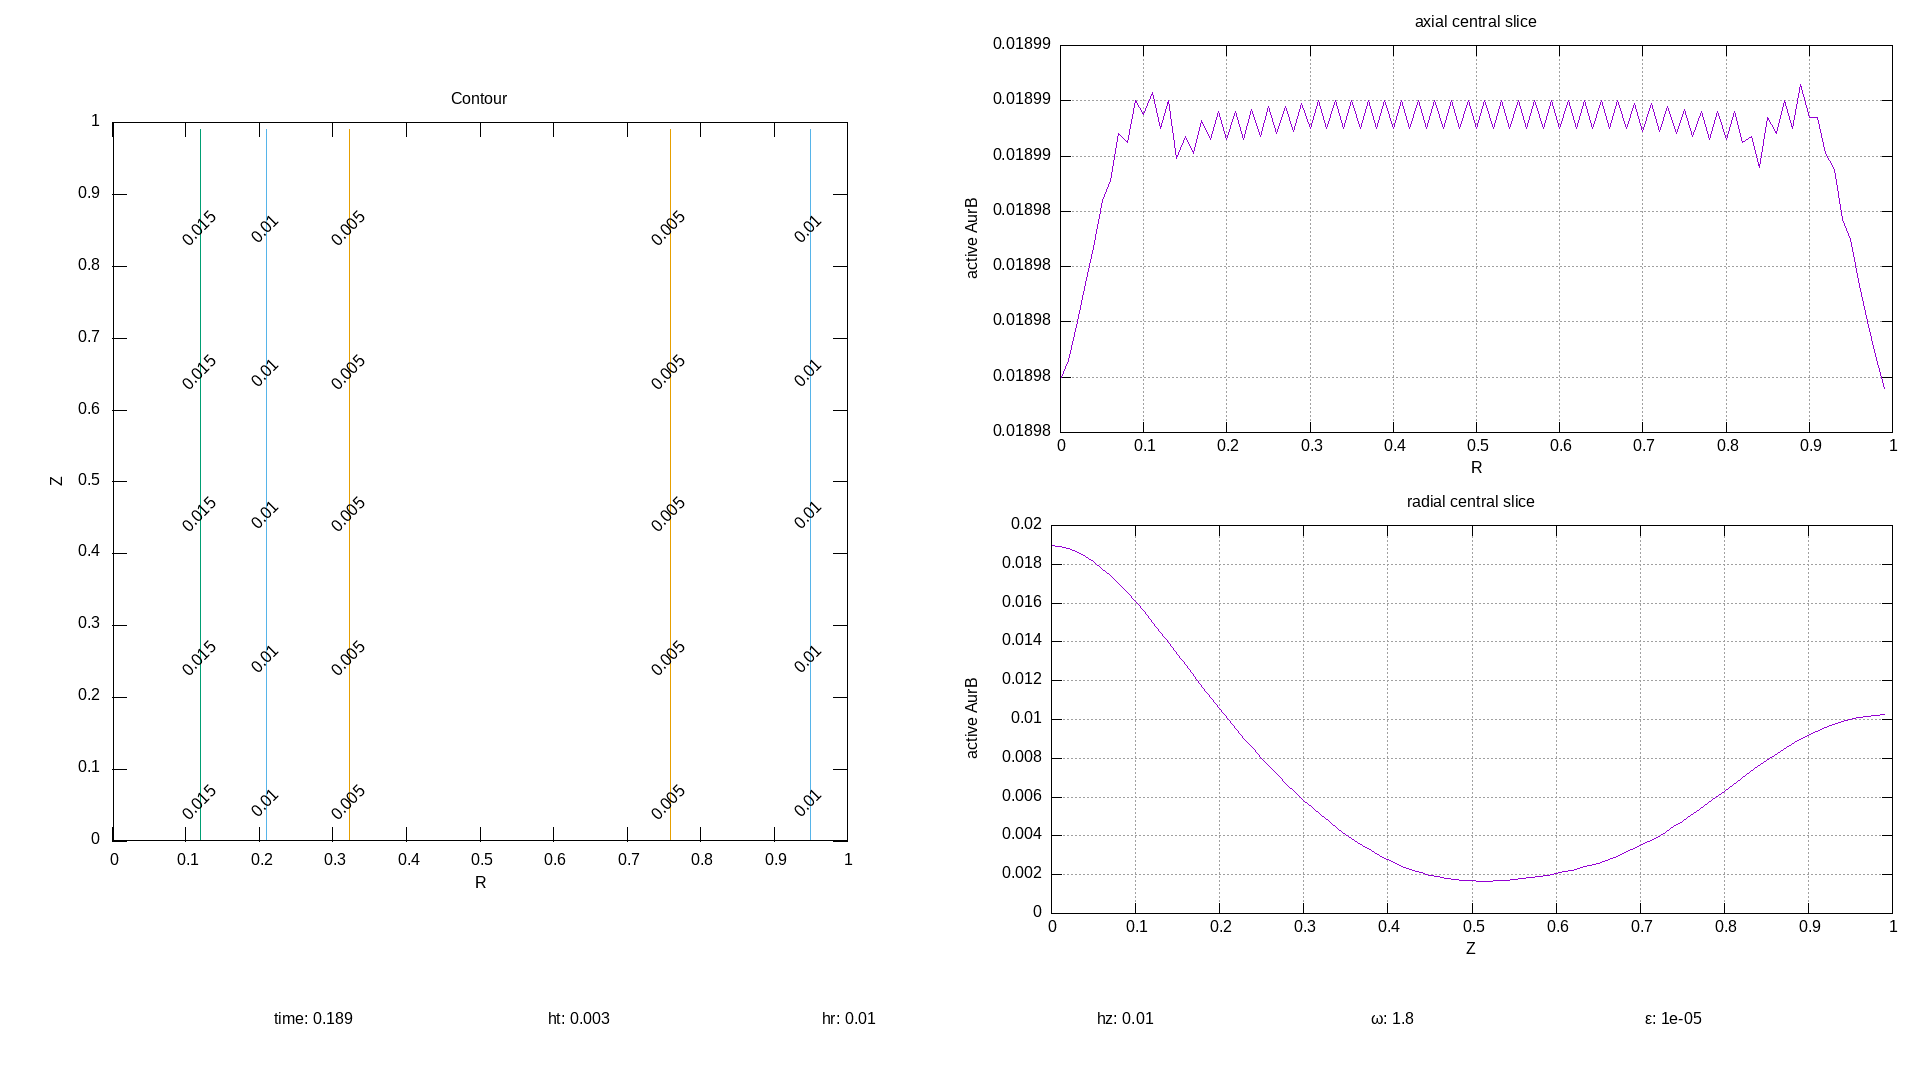 Contour
1
0.9
0.8
0.7
0.6
0.5
0.4
0.3
0.2
0.1
0
Z
0.015 0.01 0.005 0.005 0.01
0.015 0.01 0.005 0.005 0.01
0.015 0.01 0.005 0.005 0.01
0.015 0.01 0.005 0.005 0.01
0.015 0.01 0.005 0.005 0.01
0 0.1 0.2 0.3 0.4 0.5 0.6 0.7 0.8 0.9 1
R
axial central slice
0.01899
0.01899
0.01899
0.01898
0.01898
0.01898
0.01898
0.01898
active AurB
0 0.1 0.2 0.3 0.4 0.5 0.6 0.7 0.8 0.9 1
R
radial central slice
0.02
0.018
0.016
0.014
0.012
0.01
0.008
0.006
0.004
0.002
0
active AurB
0 0.1 0.2 0.3 0.4 0.5 0.6 0.7 0.8 0.9 1
Z
time: 0.189 ht: 0.003 hr: 0.01 hz: 0.01 ω: 1.8 ε: 1e-05